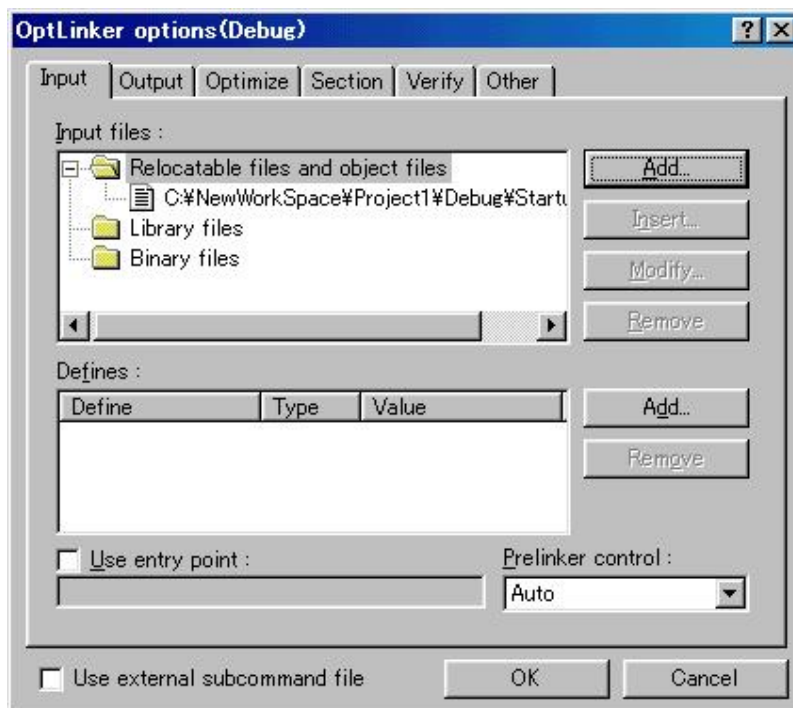 OptLinker options(Debug)
Input Output Optimize Section Verify Other
Input files :
Relocatable files and object files
C:¥NewWorkSpace¥Project1¥Debug¥Startu
Library files
Binary files
Add...
Insert...
Modify...
Remove
Defines :
Define Type Value
Add...
Remove
Use entry point :
Prelinker control :
Auto
Use external subcommand file
OK
Cancel